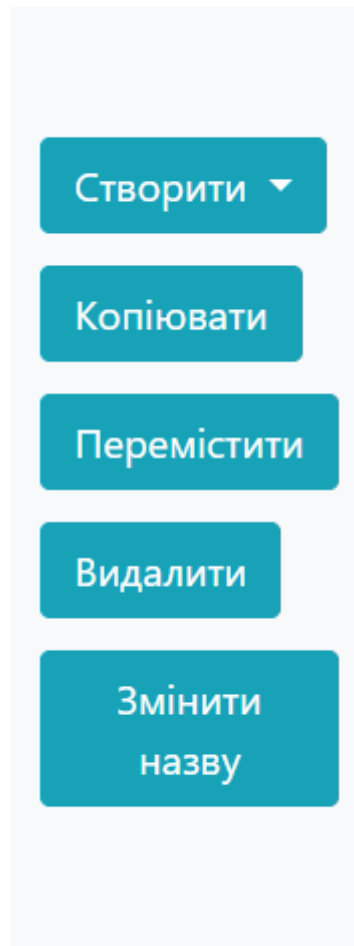 Створити
Копіювати
Перемістити
Видалити
Змінити
назву